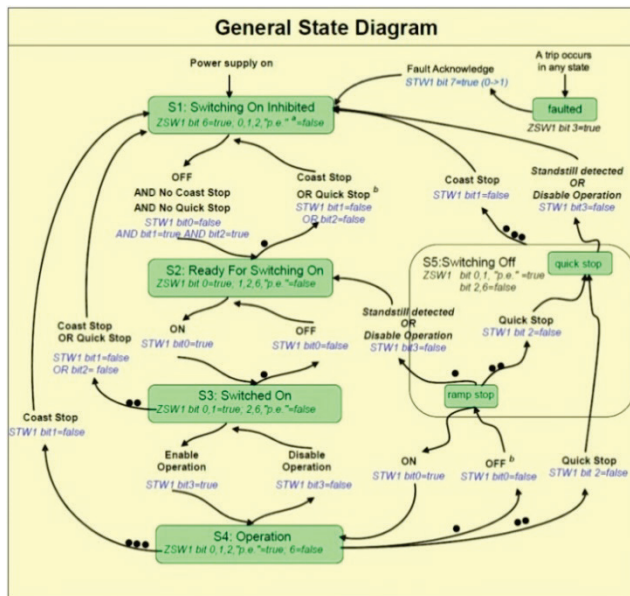 General State Diagram
Power supply on
Fault Acknowledge
STW1 bit 7=true (0->1)
A trip occurs
in any state
S1: Switching On Inhibited
ZSW1 bit 6=true; 0,1,2,"p.e." a=false
faulted
ZSW1 bit 3=true
OFF
AND No Coast Stop
AND No Quick Stop
STW1 bit0=false
AND bit1=true AND bit2=true
Coast Stop
OR Quick Stop b
STW1 bit1=false
OR bit2=false
Coast Stop
STW1 bit1=false
Standstill detected
OR
Disable Operation
STW1 bit3=false
S2: Ready For Switching On
ZSW1 bit 0=true; 1,2,6,"p.e."=false
S5:Switching Off
ZSW1 bit 0,1, "p.e." =true
bit 2,6=false
quick stop
Coast Stop
OR Quick Stop
STW1 bit1=false
OR bit2= false
ON
STW1 bit0=true
OFF
STW1 bit0=false
Standstill detected
OR
Disable Operation
STW1 bit3=false
Quick Stop
STW1 bit 2=false
S3: Switched On
ZSW1 bit 0,1=true; 2,6,"p.e."=false
ramp stop
Coast Stop
STW1 bit1=false
Enable
Operation
STW1 bit3=true
Disable
Operation
STW1 bit3=false
ON
STW1 bit0=true
OFF b
STW1 bit0=false
Quick Stop
STW1 bit 2=false
S4: Operation
ZSW1 bit 0,1,2,"p.e."=true; 6=false